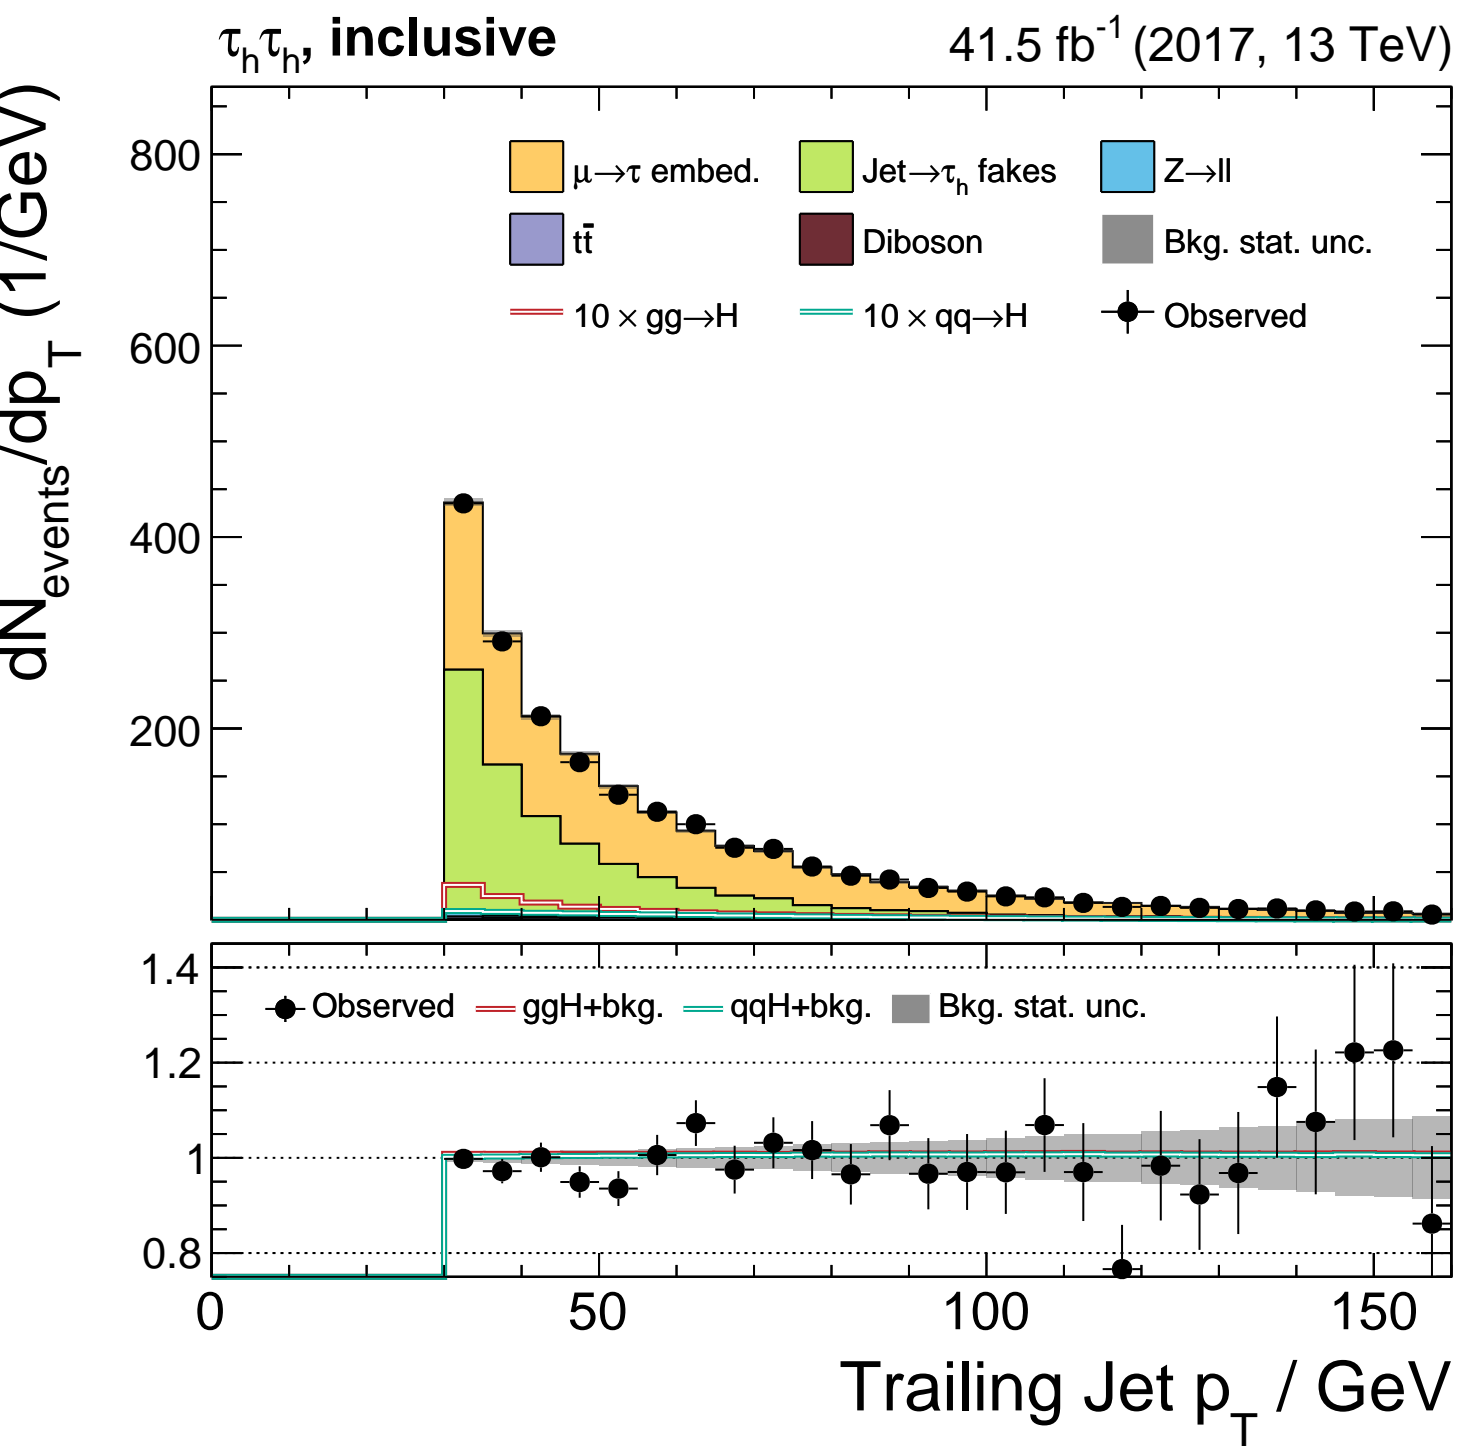 τhτh, inclusive 41.5 fb-1 (2017, 13 TeV)
dNevents/dpT (1/GeV)
800
600
400
200
μ→τ embed. Jet→τh fakes Z→ll
tt̄ Diboson Bkg. stat. unc.
10 × gg→H 10 × qq→H Observed
1.4
1.2
1
0.8
Observed ggH+bkg. qqH+bkg. Bkg. stat. unc.
0 50 100 150
Trailing Jet pT / GeV